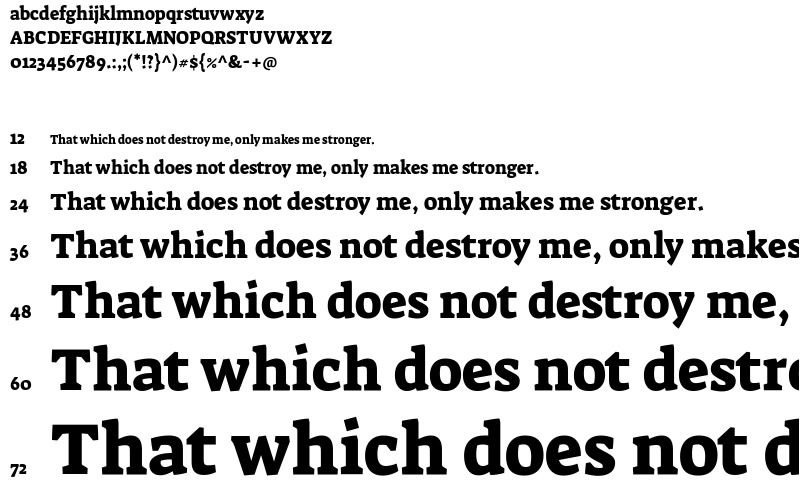 abcdefghijklmnopqrstuvwxyz
ABCDEFGHIJKLMNOPQRSTUVWXYZ
0123456789.:,;(*!?}^)#${%^&-+@
12 That which does not destroy me, only makes me stronger.
18 That which does not destroy me, only makes me stronger.
24 That which does not destroy me, only makes me stronger.
36 That which does not destroy me, only makes
48 That which does not destroy me,
60 That which does not destro
72 That which does not d